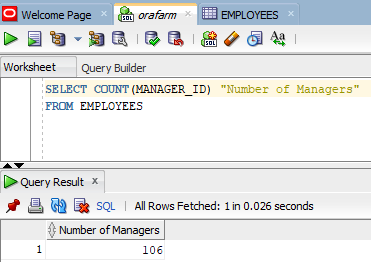 Welcome Page orafarm EMPLOYEES
SQL
Worksheet Query Builder
SELECT COUNT(MANAGER_ID) "Number of Managers"
FROM EMPLOYEES
Query Result x
SQL | All Rows Fetched: 1 in 0.026 seconds
Number of Managers
1 106